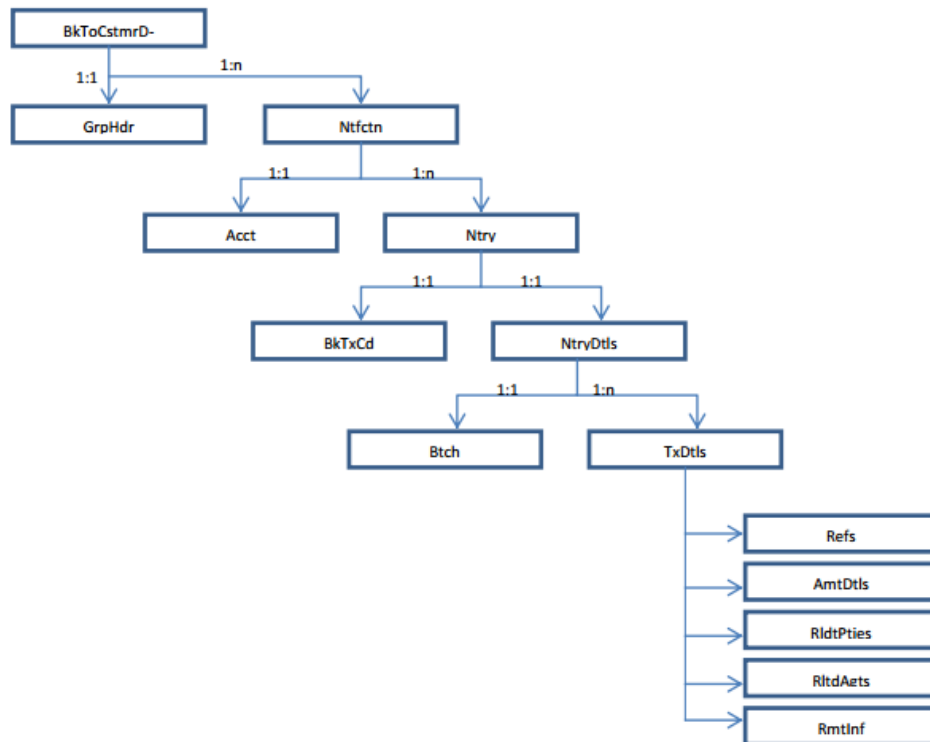 BkToCstmrD-
1:1
1:n
GrpHdr
Ntfctn
1:1
1:n
Acct
Ntry
1:1
1:1
BkTxCd
NtryDtls
1:1
1:n
Btch
TxDtls
Refs
AmtDtls
RldtPties
RltdAgts
RmtInf